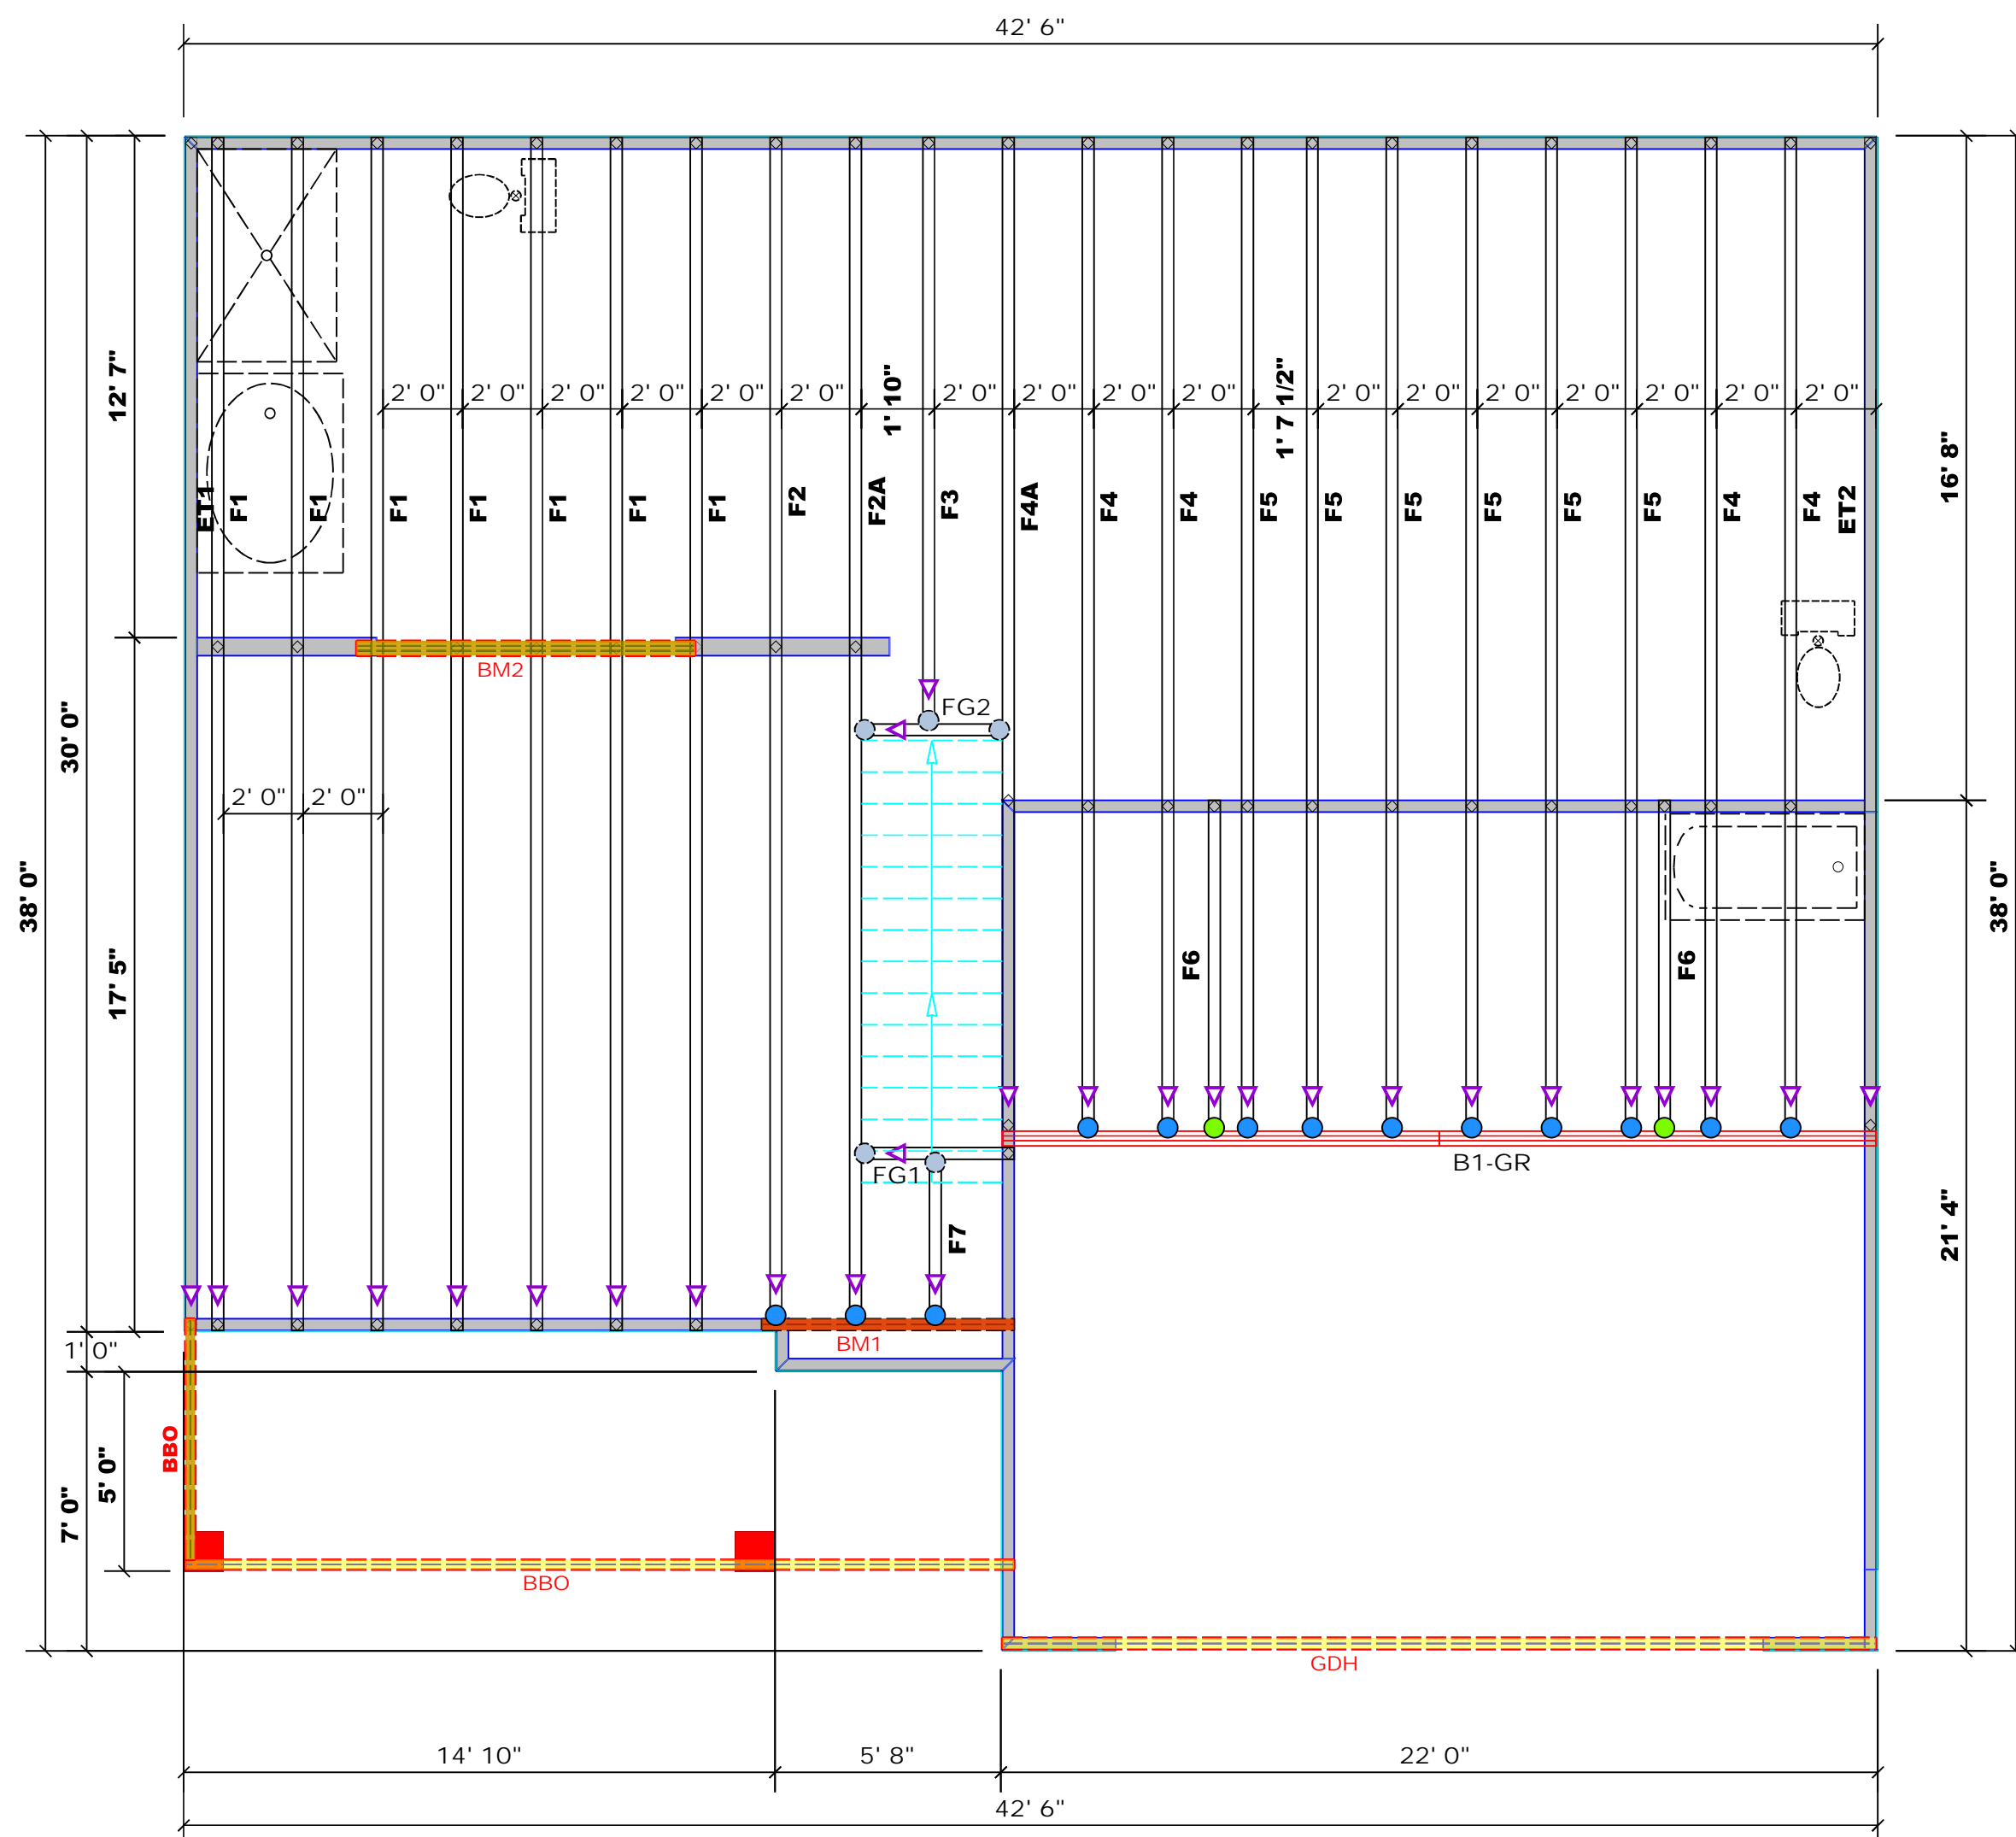 42' 6"
12' 7"
30' 0"
38' 0"
17' 5"
1' 0"
5' 0"
7' 0"
2' 0" 2' 0" 2' 0" 2' 0" 2' 0" 2' 0" 1' 10" 2' 0" 2' 0" 2' 0" 1' 7 1/2" 2' 0" 2' 0" 2' 0" 2' 0" 2' 0" 2' 0" 2' 0"
ET1 F1 F1 F1 F1 F1 F1 F1 F2 F2A F3 F4A F4 F4 F5 F5 F5 F5 F5 F5 F4 F4 ET2
16' 8"
38' 0"
21' 4"
BM2
FG2
2' 0" 2' 0"
F6
F6
B1-GR
FG1
F7
BM1
BBO
BBO
GDH
14' 10" 5' 8" 22' 0"
42' 6"